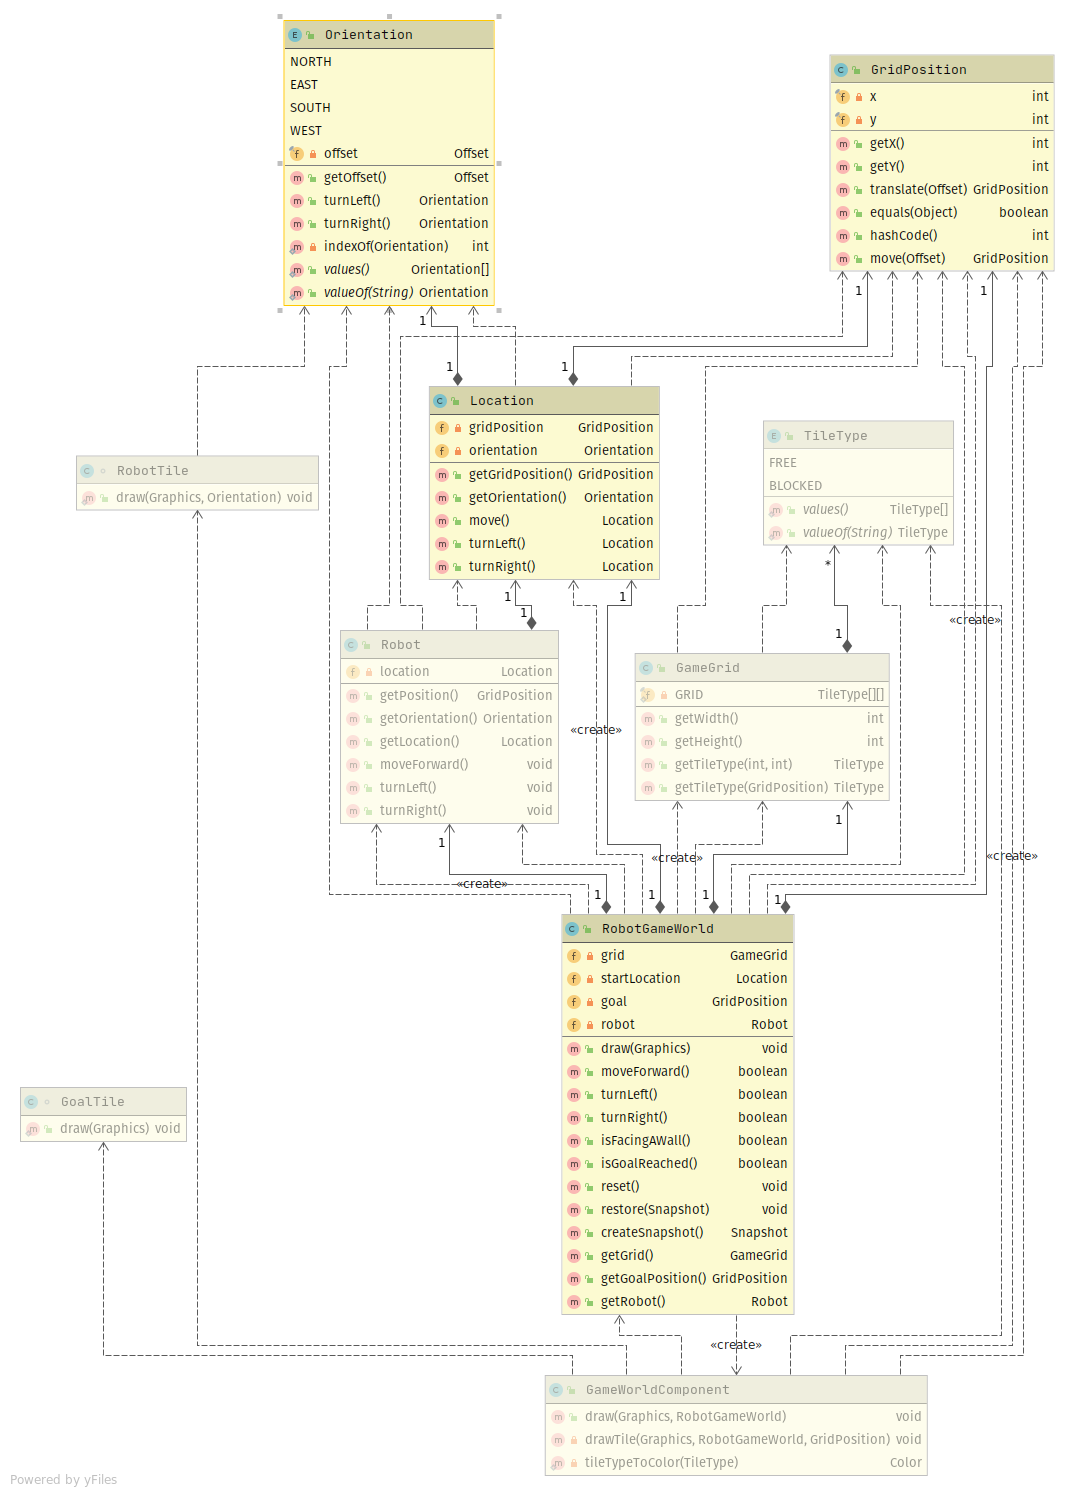 Orientation
NORTH
EAST
SOUTH
WEST
offset Offset
getOffset() Offset
turnLeft() Orientation
turnRight() Orientation
indexOf(Orientation) int
values() Orientation[]
valueOf(String) Orientation
GridPosition
x int
y int
getX() int
getY() int
translate(Offset) GridPosition
equals(Object) boolean
hashCode() int
move(Offset) GridPosition
1
1
1
1
1
Location
gridPosition GridPosition
orientation Orientation
getGridPosition() GridPosition
getOrientation() Orientation
move() Location
turnLeft() Location
turnRight() Location
TileType
FREE
BLOCKED
values() TileType[]
valueOf(String) TileType
RobotTile
draw(Graphics, Orientation) void
*
1
1
1
1
«create»
Robot
location Location
getPosition() GridPosition
getOrientation() Orientation
getLocation() Location
moveForward() void
turnLeft() void
turnRight() void
GameGrid
GRID TileType[][]
getWidth() int
getHeight() int
getTileType(int, int) TileType
getTileType(GridPosition) TileType
«create»
1
1
«create»
«create»
«create»
1
1
1
1
RobotGameWorld
grid GameGrid
startLocation Location
goal GridPosition
robot Robot
draw(Graphics) void
moveForward() boolean
turnLeft() boolean
turnRight() boolean
isFacingAWall() boolean
isGoalReached() boolean
reset() void
restore(Snapshot) void
createSnapshot() Snapshot
getGrid() GameGrid
getGoalPosition() GridPosition
getRobot() Robot
GoalTile
draw(Graphics) void
«create»
GameWorldComponent
draw(Graphics, RobotGameWorld) void
drawTile(Graphics, RobotGameWorld, GridPosition) void
tileTypeToColor(TileType) Color
Powered by yFiles